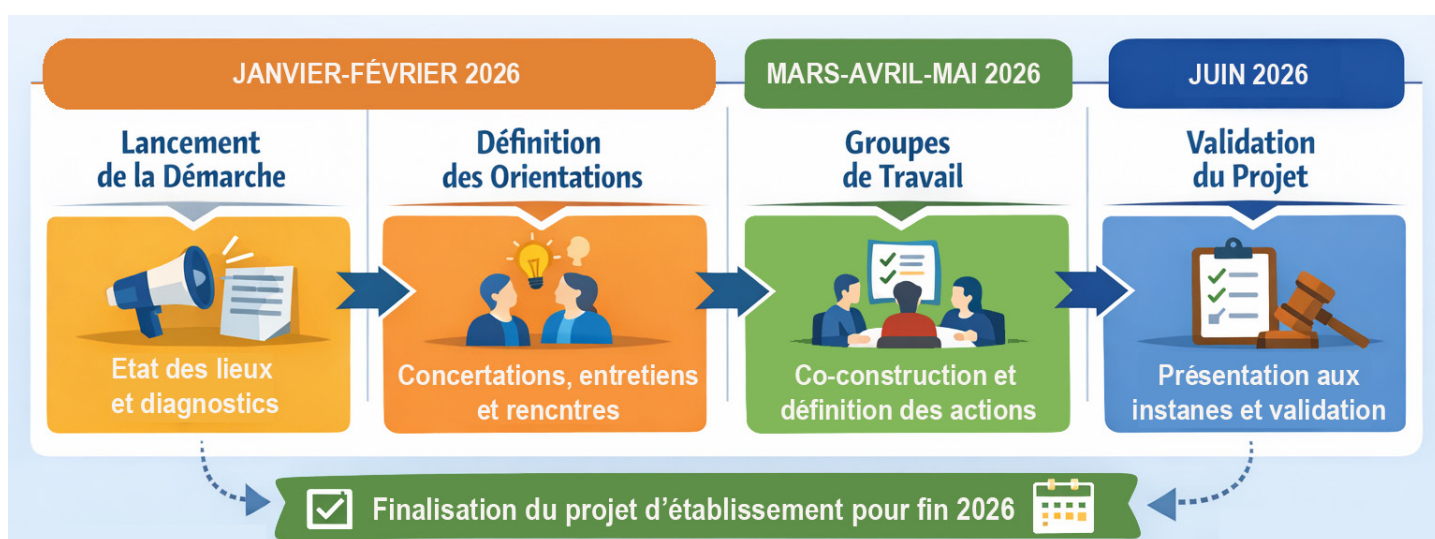 JANVIER-FÉVRIER 2026
MARS-AVRIL-MAI 2026
JUIN 2026
Lancement
de la Démarche
Définition
des Orientations
Groupes
de Travail
Validation
du Projet
Etat des lieux
et diagnostics
Concertations, entretiens
et rencntres
Co-construction et
définition des actions
Présentation aux
instanes et validation
Finalisation du projet d'établissement pour fin 2026